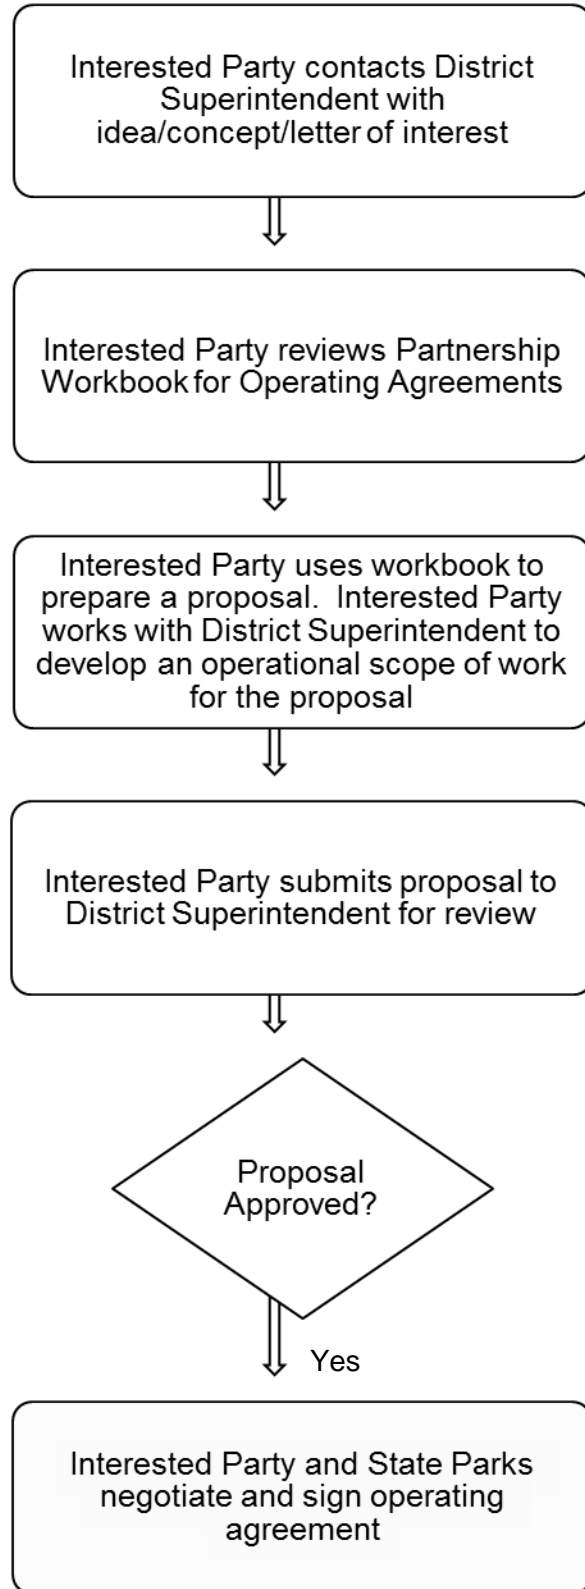 Interested Party contacts District
Superintendent with
idea/concept/letter of interest
Interested Party reviews Partnership
Workbook for Operating Agreements
Interested Party uses workbook to
prepare a proposal.  Interested Party
works with District Superintendent to
develop an operational scope of work
for the proposal
Interested Party submits proposal to
District Superintendent for review
Proposal
Approved?
Yes
Interested Party and State Parks
negotiate and sign operating
agreement